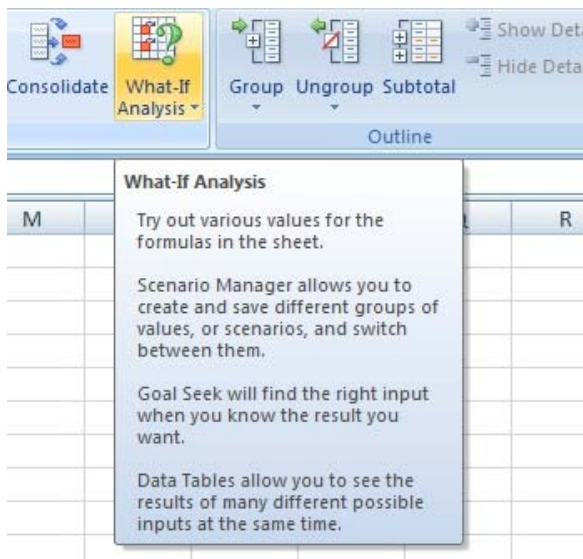 Show
Hide
Consolidate
What-If
Analysis
Group
Ungroup
Subtotal
Outline
What-If Analysis
M
R
Try out various values for the
formulas in the sheet.
Scenario Manager allows you to
create and save different groups of
values, or scenarios, and switch
between them.
Goal Seek will find the right input
when you know the result you
want.
Data Tables allow you to see the
results of many different possible
inputs at the same time.